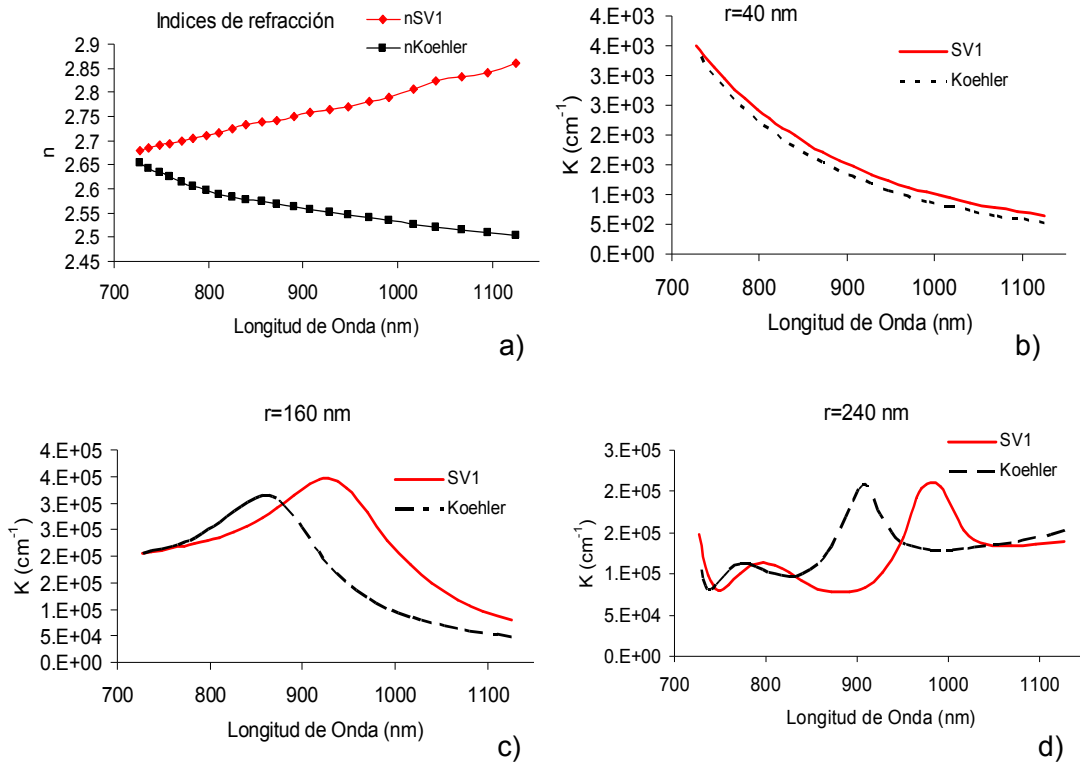 Indices de refracción
nSV1
nKoehler
2.9
2.85
2.8
2.75
2.7
2.65
2.6
2.55
2.5
2.45
n
700 800 900 1000 1100
Longitud de Onda (nm)
a)
r=40 nm
SV1
Koehler
4.E+03
4.E+03
3.E+03
3.E+03
2.E+03
2.E+03
1.E+03
5.E+02
0.E+00
K (cm-1)
700 800 900 1000 1100
Longitud de Onda (nm)
b)
r=160 nm
SV1
Koehler
4.E+05
4.E+05
3.E+05
3.E+05
2.E+05
2.E+05
1.E+05
5.E+04
0.E+00
K (cm-1)
700 800 900 1000 1100
Longitud de Onda (nm)
c)
r=240 nm
SV1
Koehler
3.E+05
2.E+05
2.E+05
1.E+05
5.E+04
0.E+00
K (cm-1)
700 800 900 1000 1100
Longitud de Onda (nm)
d)